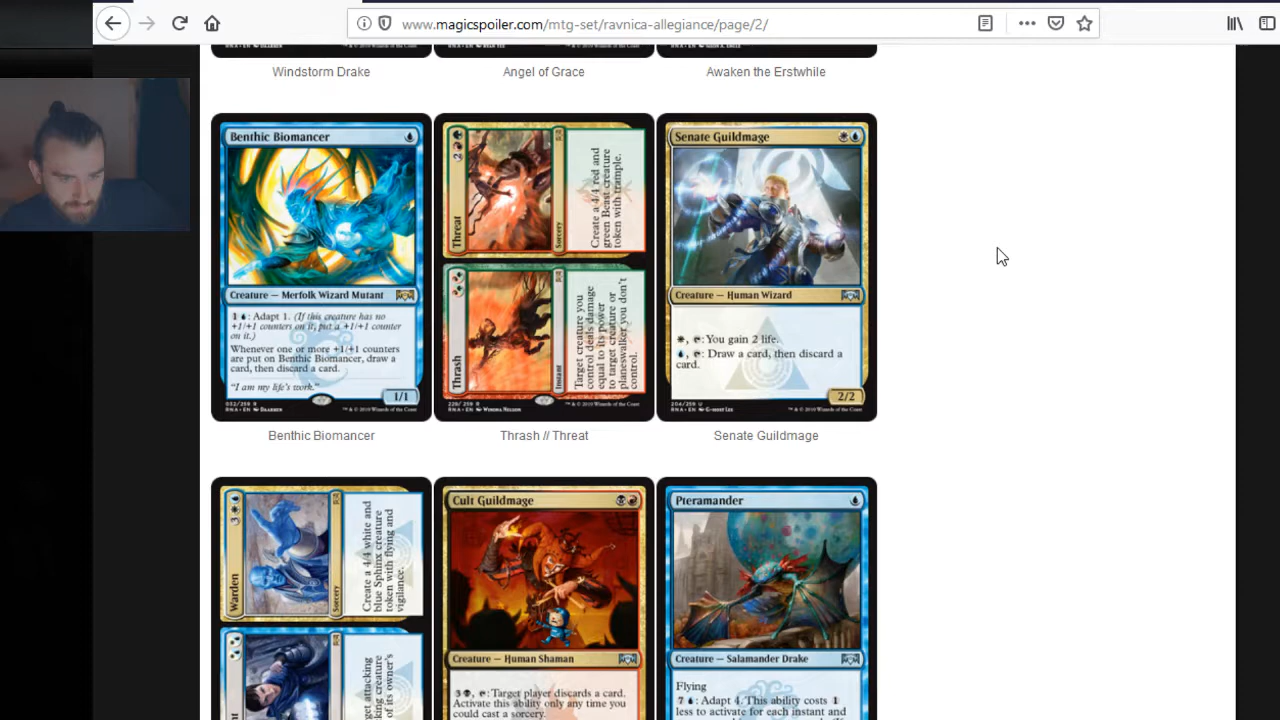 www.magicspoiler.com/mtg-set/ravnica-allegiance/page/2/
Windstorm Drake
Angel of Grace
Awaken the Erstwhile
Benthic Biomancer
Creature — Merfolk Wizard Mutant
1: Adapt 1. (If this creature has
no +1/+1 counters on it, put a +1/+1 counter
on it.)
Whenever one or more +1/+1 counters
are put on Benthic Biomancer, draw a
card, then discard a card.
"I am my life's work."
1/1
Threat
2
Sorcery
Create a 4/4 red and
green Beast creature
token with trample.
Thrash
Instant
Target creature you
control deals damage
equal to its power
to target creature or
planeswalker you don't
control.
Senate Guildmage
Creature — Human Wizard
: You gain 2 life.
: Draw a card, then discard a
card.
2/2
Benthic Biomancer
Thrash // Threat
Senate Guildmage
Warden
3
Sorcery
Create a 4/4 white and
blue Sphinx creature
token with flying and
vigilance.
Cult Guildmage
Creature — Human Shaman
3: Target player discards a card.
Activate this ability only any time you
could cast a sorcery.
Pteramander
Creature — Salamander Drake
Flying
7: Adapt 4. This ability costs 1
less to activate for each instant and